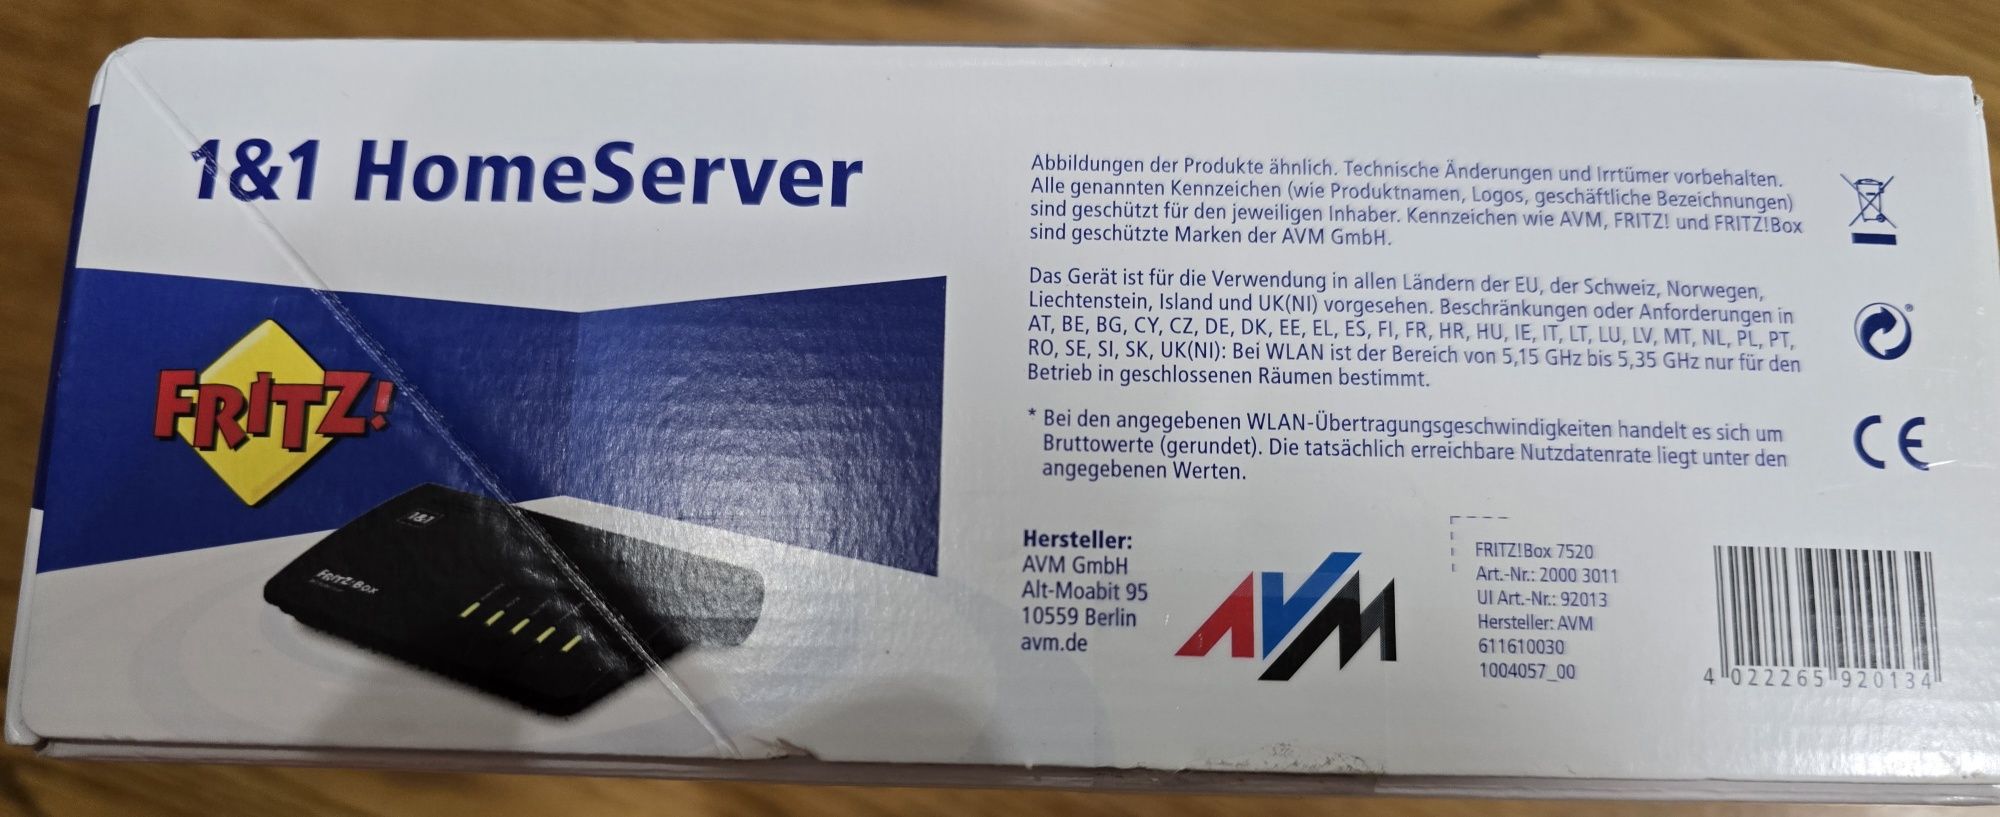 1&1 HomeServer
FRITZ!
1&1
FRITZ! Box
Abbildungen der Produkte ähnlich. Technische Änderungen und Irrtümer vorbehalten.
Alle genannten Kennzeichen (wie Produktnamen, Logos, geschäftliche Bezeichnungen)
sind geschützt für den jeweiligen Inhaber. Kennzeichen wie AVM, FRITZ! und FRITZ!Box
sind geschützte Marken der AVM GmbH.
Das Gerät ist für die Verwendung in allen Ländern der EU, der Schweiz, Norwegen,
Liechtenstein, Island und UK(NI) vorgesehen. Beschränkungen oder Anforderungen in
AT, BE, BG, CY, CZ, DE, DK, EE, EL, ES, FI, FR, HR, HU, IE, IT, LT, LU, LV, MT, NL, PL, PT,
RO, SE, SI, SK, UK(NI): Bei WLAN ist der Bereich von 5,15 GHz bis 5,35 GHz nur für den
Betrieb in geschlossenen Räumen bestimmt.
* Bei den angegebenen WLAN-Übertragungsgeschwindigkeiten handelt es sich um
Bruttowerte (gerundet). Die tatsächlich erreichbare Nutzdatenrate liegt unter den
angegebenen Werten.
®
CE
Hersteller:
AVM GmbH
Alt-Moabit 95
10559 Berlin
avm.de
AVM
FRITZ!Box 7520
Art.-Nr.: 2000 3011
UI Art.-Nr.: 92013
Hersteller: AVM
611610030
1004057_00
4 022265 920134